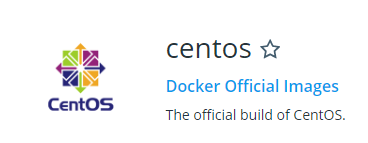 centos
CentOS
Docker Official Images
The official build of CentOS.